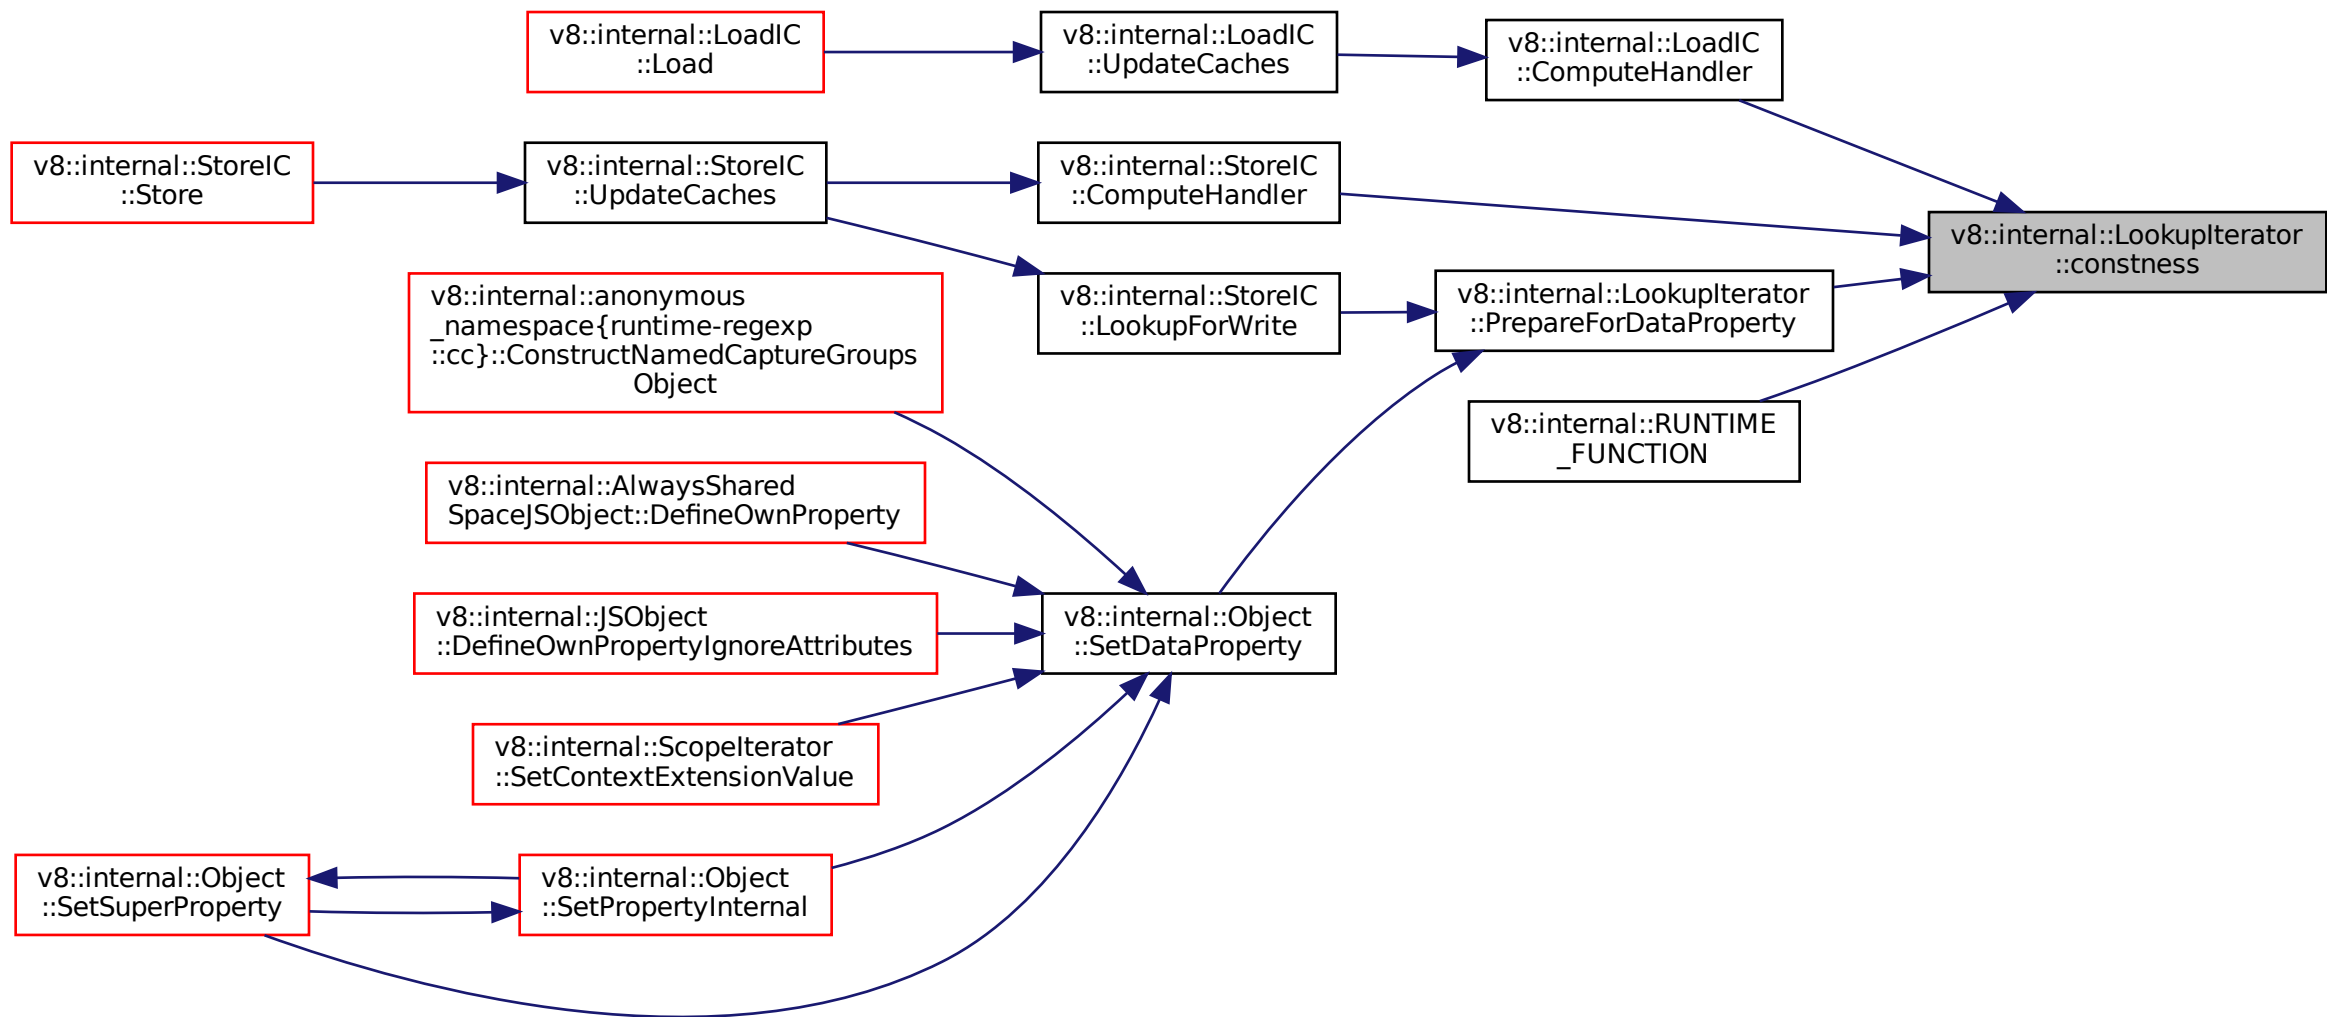 v8::internal::LoadIC
::Load
v8::internal::LoadIC
::UpdateCaches
v8::internal::LoadIC
::ComputeHandler
v8::internal::StoreIC
::Store
v8::internal::StoreIC
::UpdateCaches
v8::internal::StoreIC
::ComputeHandler
v8::internal::LookupIterator
::constness
v8::internal::anonymous
_namespace{runtime-regexp
::cc}::ConstructNamedCaptureGroups
Object
v8::internal::StoreIC
::LookupForWrite
v8::internal::LookupIterator
::PrepareForDataProperty
v8::internal::RUNTIME
_FUNCTION
v8::internal::AlwaysShared
SpaceJSObject::DefineOwnProperty
v8::internal::JSObject
::DefineOwnPropertyIgnoreAttributes
v8::internal::Object
::SetDataProperty
v8::internal::ScopeIterator
::SetContextExtensionValue
v8::internal::Object
::SetSuperProperty
v8::internal::Object
::SetPropertyInternal